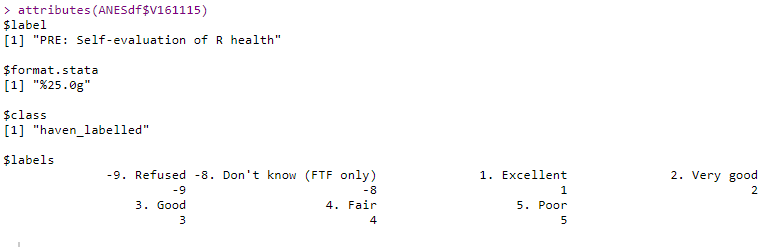 > attributes(ANESdf$V161115)
$label
[1] "PRE: Self-evaluation of R health"
$format.stata
[1] "%25.0g"
$class
[1] "haven_labelled"
$labels
-9. Refused -8. Don't know (FTF only) 1. Excellent 2. Very good
-9 -8 1 2
3. Good 4. Fair 5. Poor
3 4 5